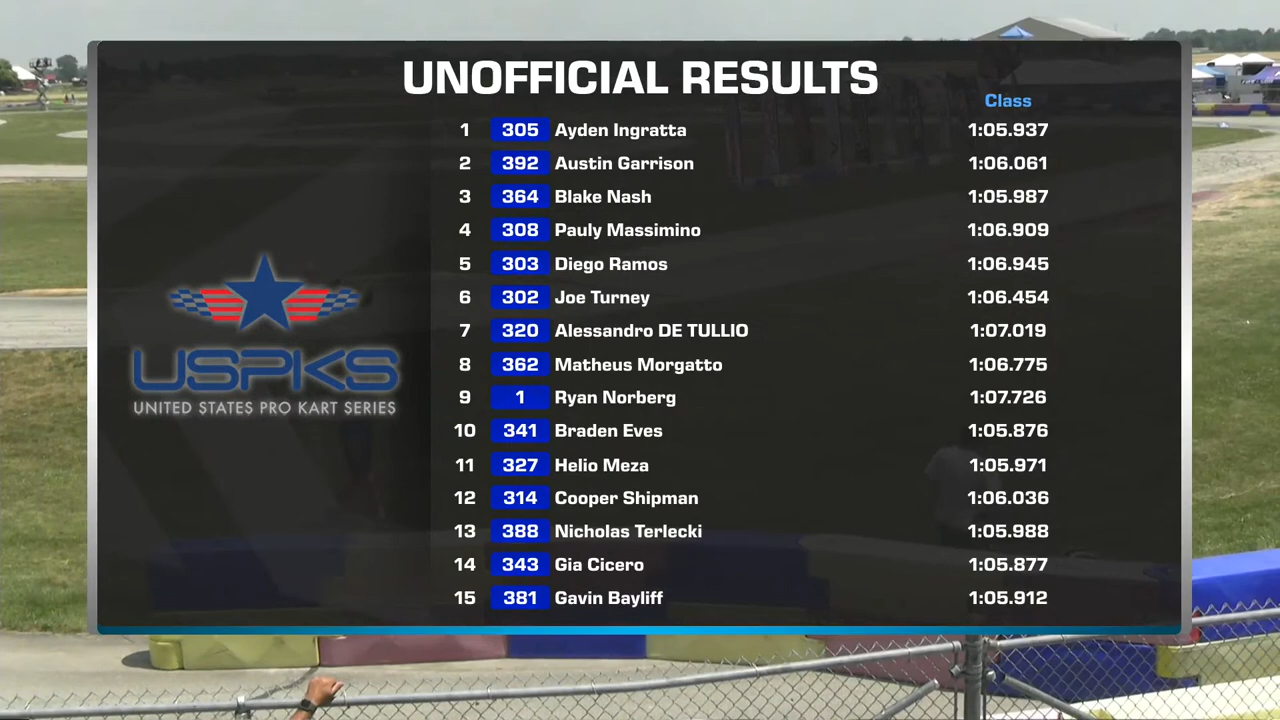 UNOFFICIAL RESULTS
Class
1 305 Ayden Ingratta 1:05.937
2 392 Austin Garrison 1:06.061
3 364 Blake Nash 1:05.987
4 308 Pauly Massimino 1:06.909
5 303 Diego Ramos 1:06.945
6 302 Joe Turney 1:06.454
7 320 Alessandro DE TULLIO 1:07.019
8 362 Matheus Morgatto 1:06.775
9 1 Ryan Norberg 1:07.726
10 341 Braden Eves 1:05.876
11 327 Helio Meza 1:05.971
12 314 Cooper Shipman 1:06.036
13 388 Nicholas Terlecki 1:05.988
14 343 Gia Cicero 1:05.877
15 381 Gavin Bayliff 1:05.912
USPKS
UNITED STATES PRO KART SERIES